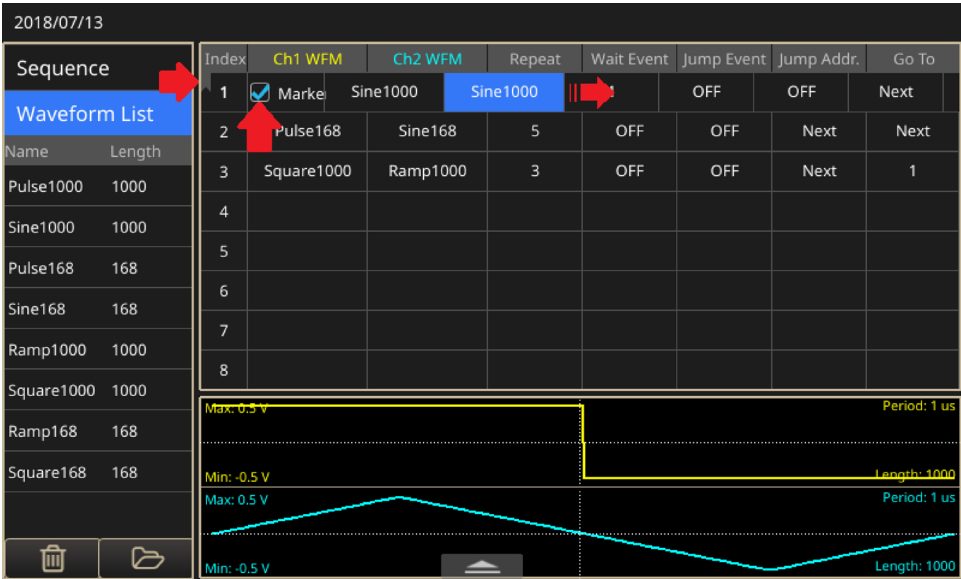 2018/07/13
Sequence
Waveform List
Name Length
Pulse1000 1000
Sine1000 1000
Pulse168 168
Sine168 168
Ramp1000 1000
Square1000 1000
Ramp168 168
Square168 168
Index Ch1 WFM Ch2 WFM Repeat Wait Event Jump Event Jump Addr. Go To
1 Marke Sine1000 Sine1000 OFF OFF Next
2 Pulse168 Sine168 5 OFF OFF Next Next
3 Square1000 Ramp1000 3 OFF OFF Next 1
4
5
6
7
8
Max: 0.5 V Period: 1 us
Min: -0.5 V Length: 1000
Max: 0.5 V Period: 1 us
Min: -0.5 V Length: 1000